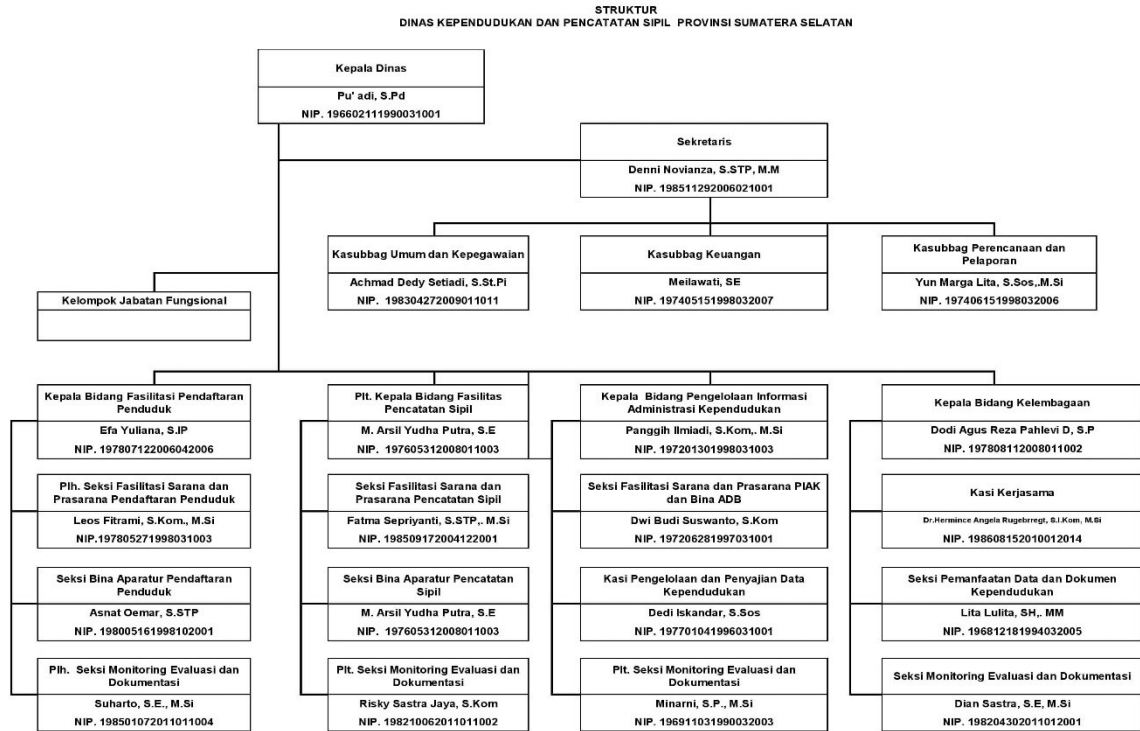 STRUKTUR
DINAS KEPENDUDUKAN DAN PENCATATAN SIPIL PROVINSI SUMATERA SELATAN
Kepala Dinas
Pu' adi, S.Pd
NIP. 196602111990031001
Sekretaris
Denni Novianza, S.STP, M.M
NIP. 198511292006021001
Kasubbag Umum dan Kepegawaian
Achmad Dedy Setiadi, S.St.Pi
NIP. 198304272009011011
Kasubbag Keuangan
Meilawati, SE
NIP. 197405151998032007
Kasubbag Perencanaan dan
Pelaporan
Yun Marga Lita, S.Sos,.M.Si
NIP. 197406151998032006
Kelompok Jabatan Fungsional
Kepala Bidang Fasilitasi Pendaftaran
Penduduk
Efa Yuliana, S.IP
NIP. 197807122006042006
Plh. Seksi Fasilitasi Sarana dan
Prasarana Pendaftaran Penduduk
Leos Fitrami, S.Kom., M.Si
NIP.197805271998031003
Seksi Bina Aparatur Pendaftaran
Penduduk
Asnat Oemar, S.STP
NIP. 198005161998102001
Plh. Seksi Monitoring Evaluasi dan
Dokumentasi
Suharto, S.E., M.Si
NIP. 198501072011011004
Plt. Kepala Bidang Fasilitas
Pencatatan Sipil
M. Arsil Yudha Putra, S.E
NIP. 197605312008011003
Seksi Fasilitasi Sarana dan
Prasarana Pencatatan Sipil
Fatma Sepriyanti, S.STP,. M.Si
NIP. 198509172004122001
Seksi Bina Aparatur Pencatatan
Sipil
M. Arsil Yudha Putra, S.E
NIP. 197605312008011003
Plt. Seksi Monitoring Evaluasi dan
Dokumentasi
Risky Sastra Jaya, S.Kom
NIP. 198210062011011002
Kepala Bidang Pengelolaan Informasi
Administrasi Kependudukan
Panggih Ilmiadi, S.Kom,. M.Si
NIP. 197201301998031003
Seksi Fasilitasi Sarana dan Prasarana PIAK
dan Bina ADB
Dwi Budi Suswanto, S.Kom
NIP. 197206281997031001
Kasi Pengelolaan dan Penyajian Data
Kependudukan
Dedi Iskandar, S.Sos
NIP. 197701041996031001
Plt. Seksi Monitoring Evaluasi dan
Dokumentasi
Minarni, S.P., M.Si
NIP. 196911031990032003
Kepala Bidang Kelembagaan
Dodi Agus Reza Pahlevi D, S.P
NIP. 197808112008011002
Kasi Kerjasama
Dr.Hermince Angela Rugebrregt, S.I.Kom, M.Si
NIP. 198608152010012014
Seksi Pemanfaatan Data dan Dokumen
Kependudukan
Lita Lulita, SH,. MM
NIP. 196812181994032005
Seksi Monitoring Evaluasi dan Dokumentasi
Dian Sastra, S.E, M.Si
NIP. 198204302011012001